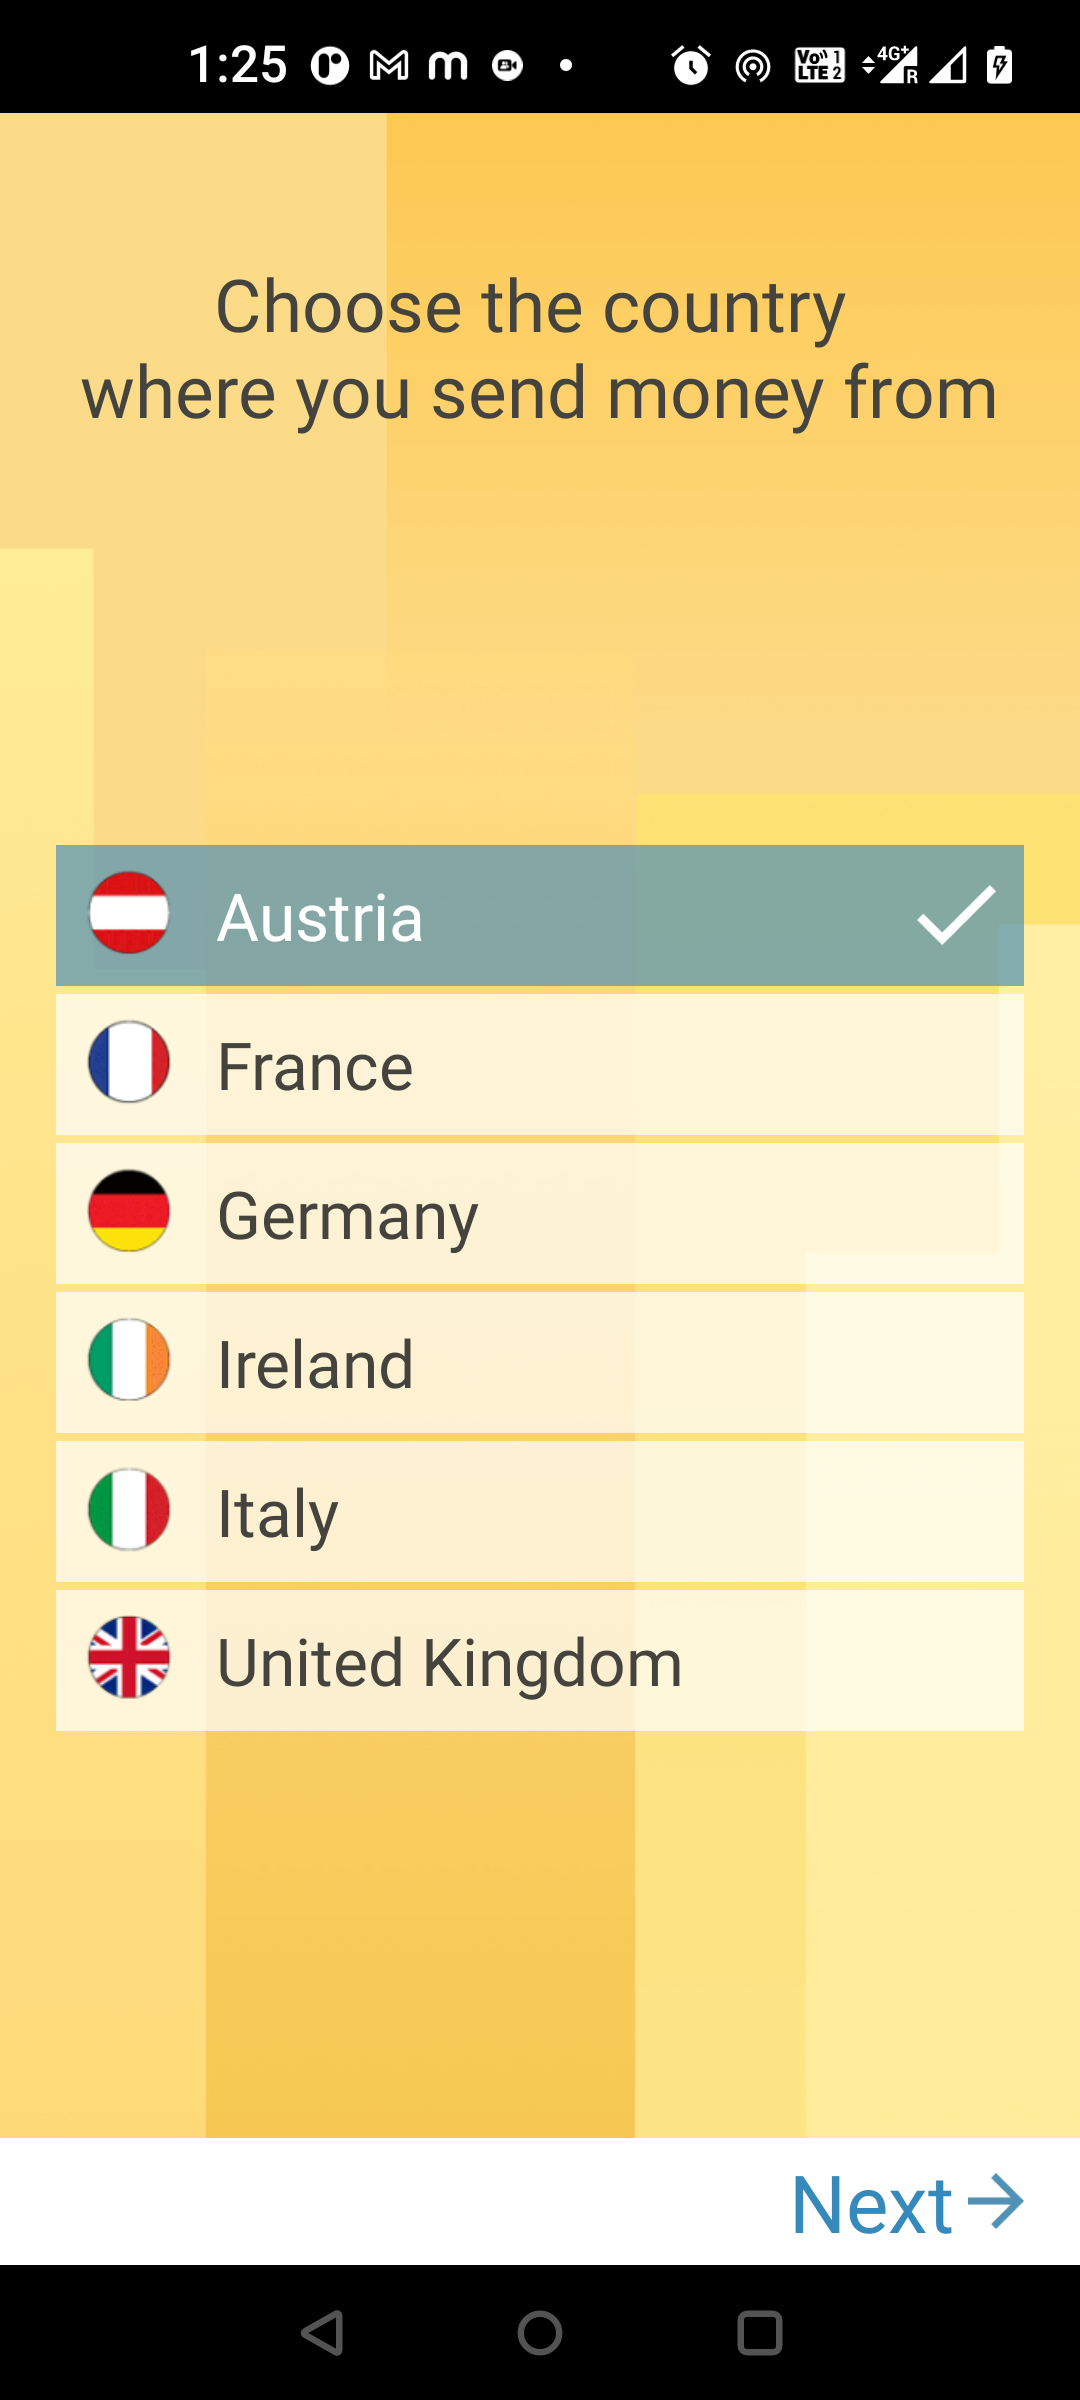 1:25
Vo 1
LTE 2
4G+
R
Choose the country
where you send money from
Austria
France
Germany
Ireland
Italy
United Kingdom
Next